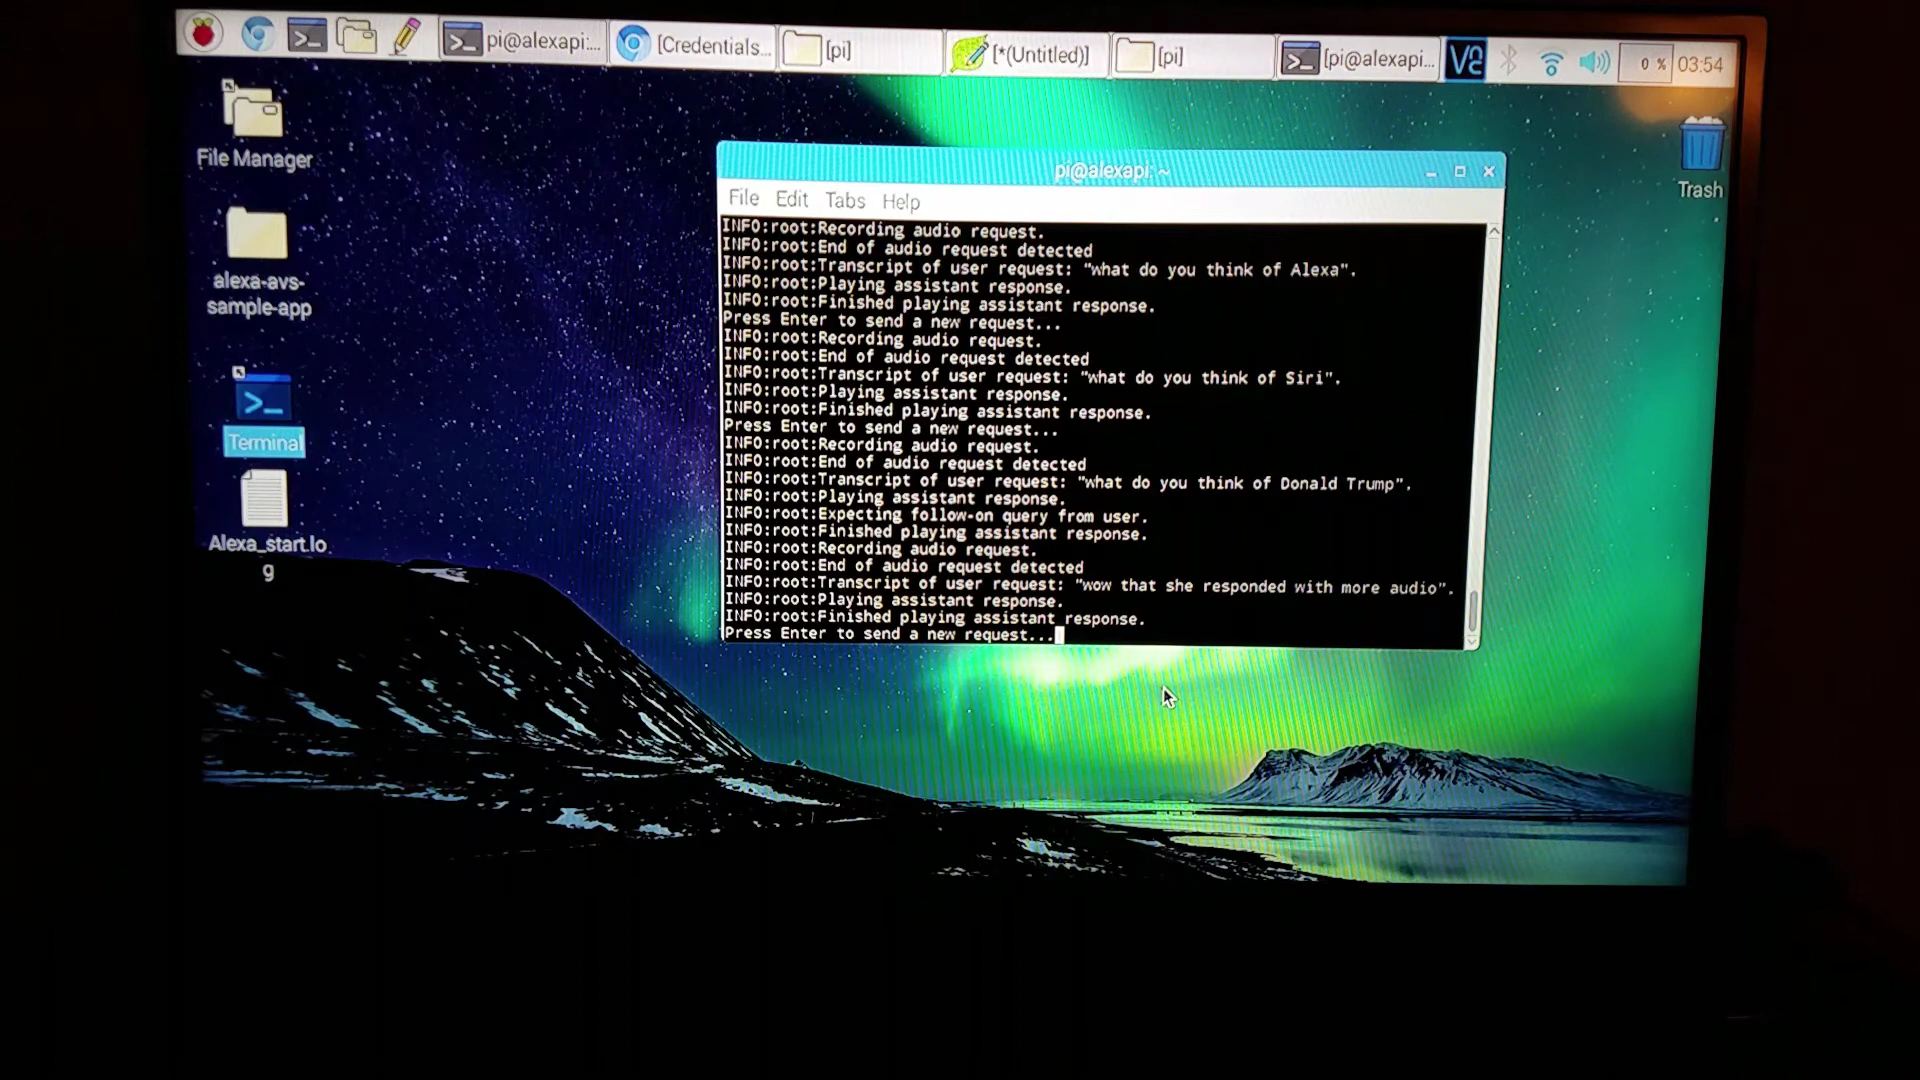 pi@alexapi:...
[Credentials...
[pi]
[*(Untitled)]
[pi]
[pi@alexapi...
V2
0 %
03:54
File Manager
alexa-avs-
sample-app
Terminal
Alexa_start.lo
g
Trash
pi@alexapi: ~
File Edit Tabs Help
INFO:root:Recording audio request.
INFO:root:End of audio request detected
INFO:root:Transcript of user request: "what do you think of Alexa".
INFO:root:Playing assistant response.
INFO:root:Finished playing assistant response.
Press Enter to send a new request...
INFO:root:Recording audio request.
INFO:root:End of audio request detected
INFO:root:Transcript of user request: "what do you think of Siri".
INFO:root:Playing assistant response.
INFO:root:Finished playing assistant response.
Press Enter to send a new request...
INFO:root:Recording audio request.
INFO:root:End of audio request detected
INFO:root:Transcript of user request: "what do you think of Donald Trump".
INFO:root:Playing assistant response.
INFO:root:Expecting follow-on query from user.
INFO:root:Finished playing assistant response.
INFO:root:Recording audio request.
INFO:root:End of audio request detected
INFO:root:Transcript of user request: "wow that she responded with more audio".
INFO:root:Playing assistant response.
INFO:root:Finished playing assistant response.
Press Enter to send a new request...